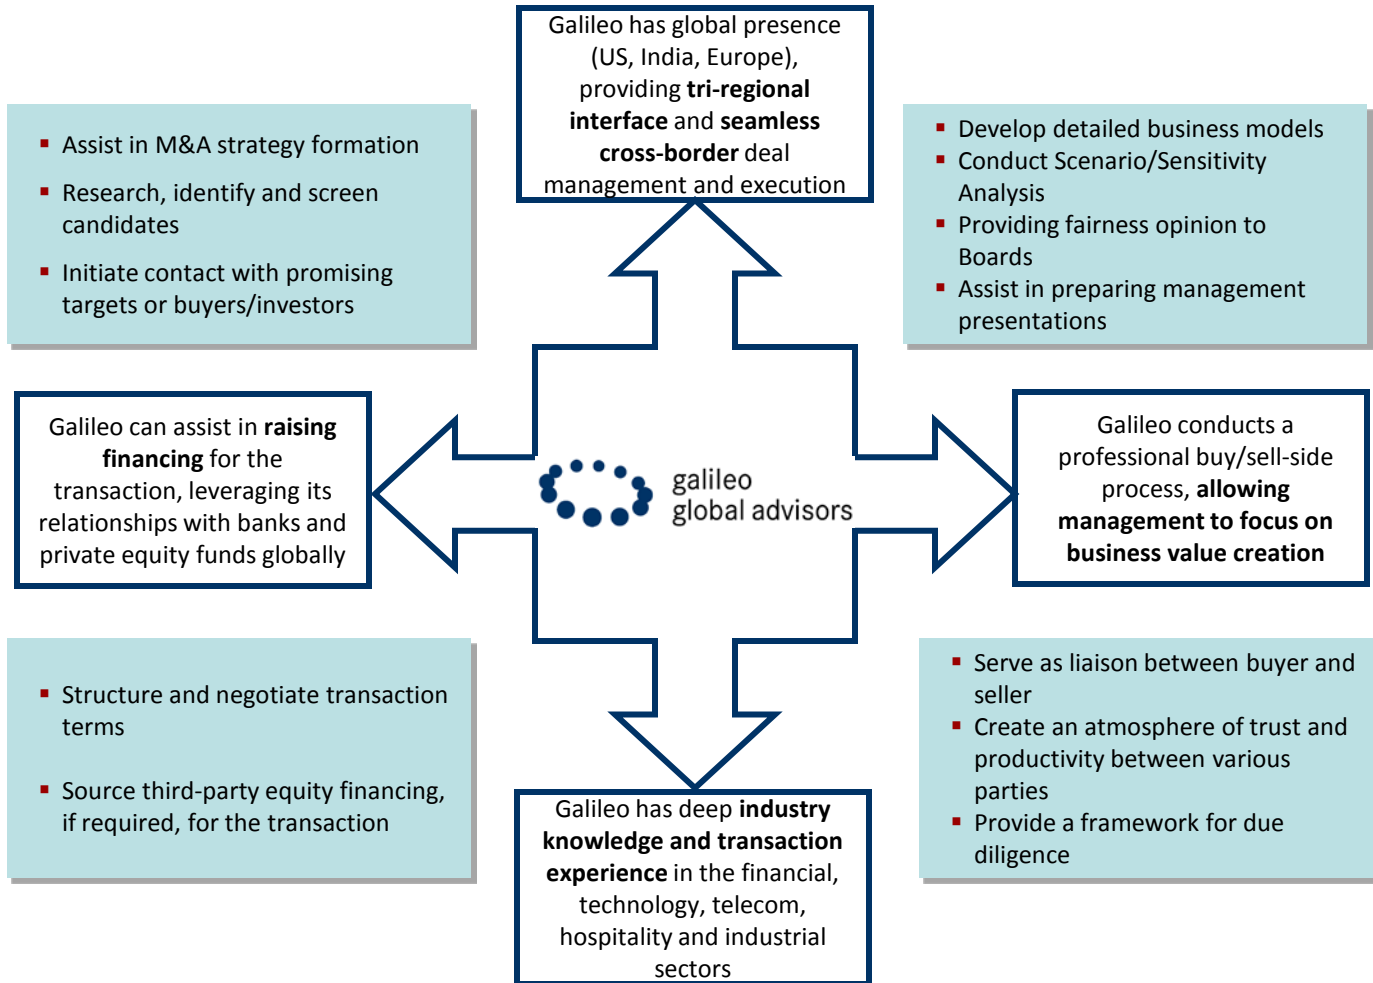 Galileo has global presence
(US, India, Europe),
providing tri-regional
interface and seamless
cross-border deal
management and execution
▪ Assist in M&A strategy formation
▪ Research, identify and screen
candidates
▪ Initiate contact with promising
targets or buyers/investors
▪ Develop detailed business models
▪ Conduct Scenario/Sensitivity
Analysis
▪ Providing fairness opinion to
Boards
▪ Assist in preparing management
presentations
Galileo can assist in raising
financing for the
transaction, leveraging its
relationships with banks and
private equity funds globally
galileo
global advisors
Galileo conducts a
professional buy/sell-side
process, allowing
management to focus on
business value creation
▪ Structure and negotiate transaction
terms
▪ Source third-party equity financing,
if required, for the transaction
▪ Serve as liaison between buyer and
seller
▪ Create an atmosphere of trust and
productivity between various
parties
▪ Provide a framework for due
diligence
Galileo has deep industry
knowledge and transaction
experience in the financial,
technology, telecom,
hospitality and industrial
sectors